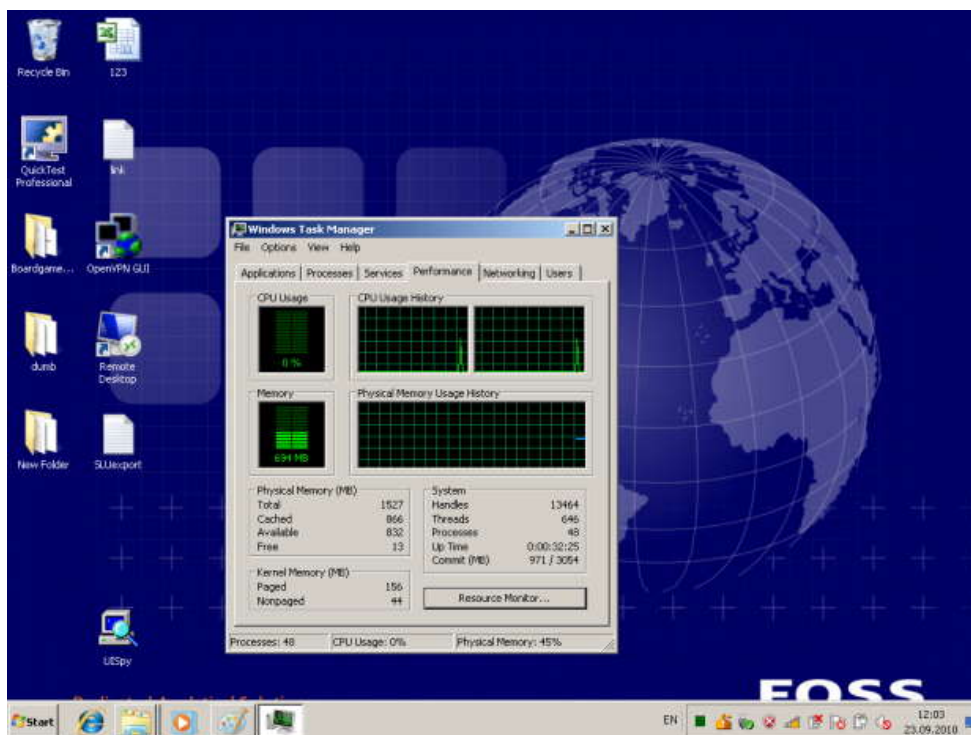 Recycle Bin
123
QuickTest
Professional
link
Boardgame...
OpenVPN GUI
dumb
Remote
Desktop
New Folder
SLUexport
UISpy
Windows Task Manager
File Options View Help
Applications Processes Services Performance Networking Users
CPU Usage
CPU Usage History
0 %
Memory
Physical Memory Usage History
694 MB
Physical Memory (MB)
Total 1527
Cached 866
Available 832
Free 13
Kernel Memory (MB)
Paged 156
Nonpaged 44
System
Handles 13464
Threads 646
Processes 48
Up Time 0:00:32:25
Commit (MB) 971 / 3054
Resource Monitor...
Processes: 48 CPU Usage: 0% Physical Memory: 45%
FOSS
Start
EN
12:03
23.09.2010